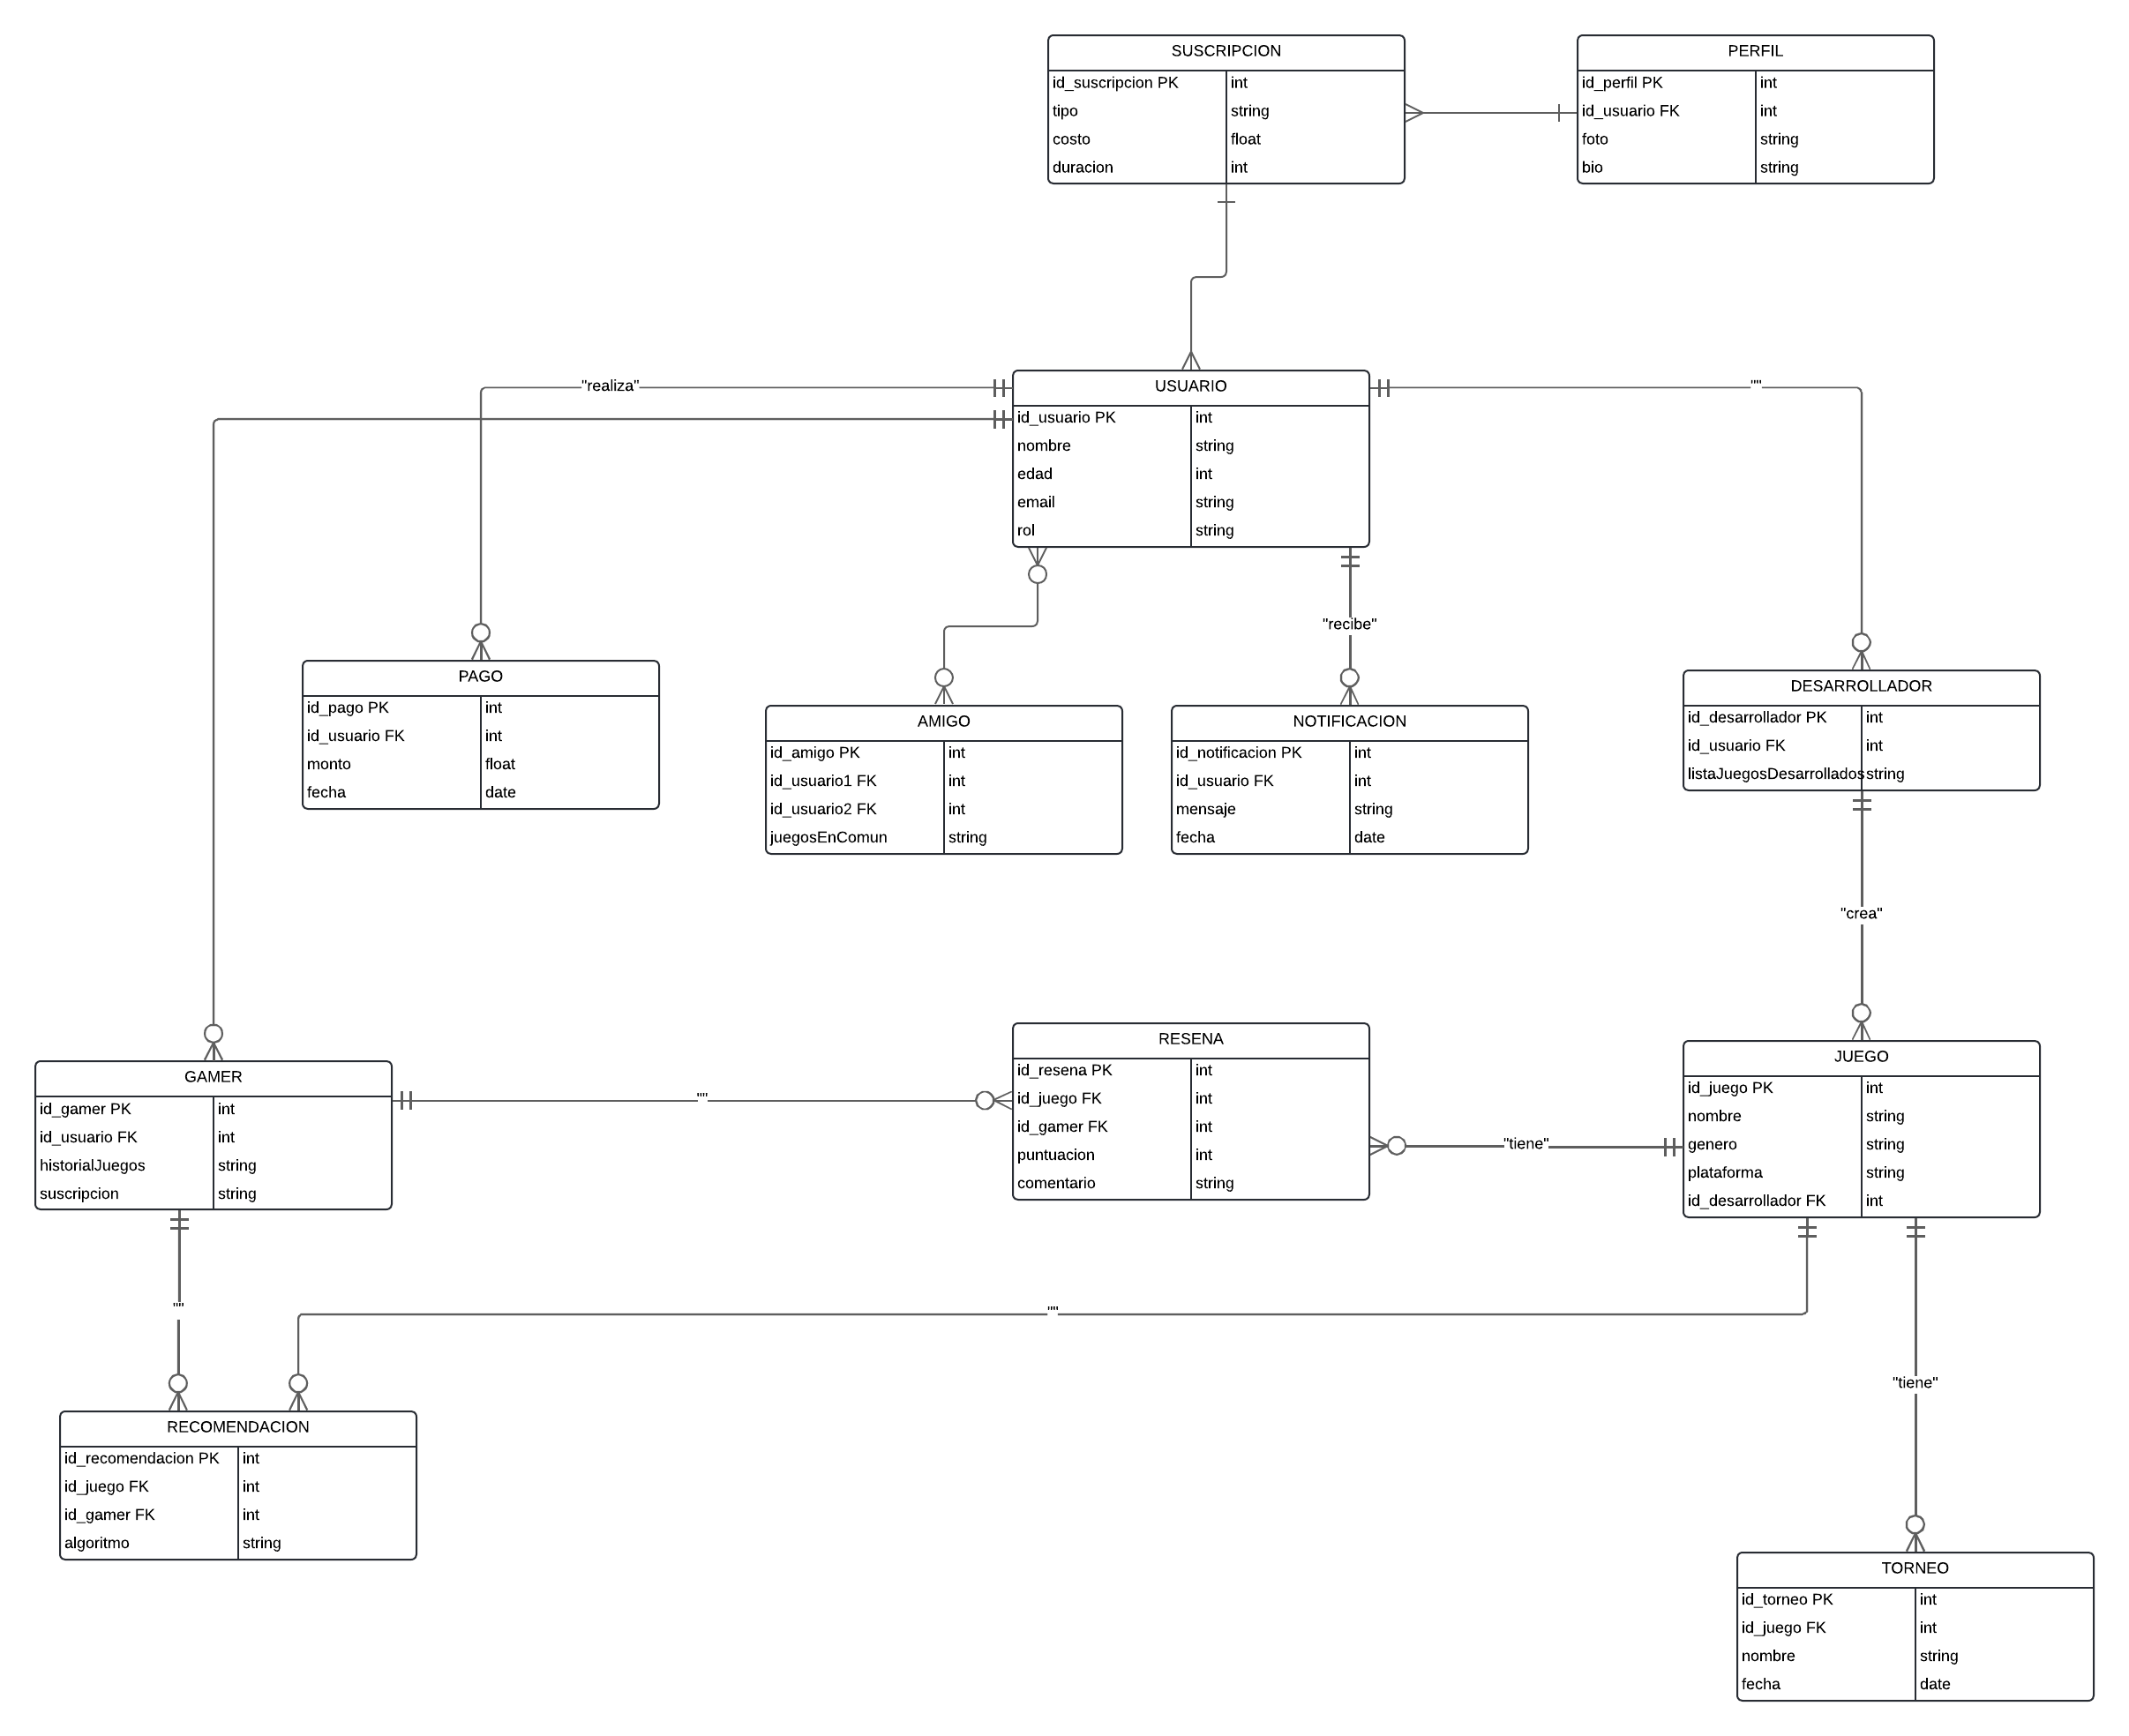 SUSCRIPCION
id_suscripcion PK int
tipo string
costo float
duracion int
PERFIL
id_perfil PK int
id_usuario FK int
foto string
bio string
"realiza"
USUARIO
id_usuario PK int
nombre string
edad int
email string
rol string
""
"recibe"
PAGO
id_pago PK int
id_usuario FK int
monto float
fecha date
AMIGO
id_amigo PK int
id_usuario1 FK int
id_usuario2 FK int
juegosEnComun string
NOTIFICACION
id_notificacion PK int
id_usuario FK int
mensaje string
fecha date
DESARROLLADOR
id_desarrollador PK int
id_usuario FK int
listaJuegosDesarrollados string
"crea"
GAMER
id_gamer PK int
id_usuario FK int
historialJuegos string
suscripcion string
""
RESENA
id_resena PK int
id_juego FK int
id_gamer FK int
puntuacion int
comentario string
"tiene"
JUEGO
id_juego PK int
nombre string
genero string
plataforma string
id_desarrollador FK int
""
""
"tiene"
RECOMENDACION
id_recomendacion PK int
id_juego FK int
id_gamer FK int
algoritmo string
TORNEO
id_torneo PK int
id_juego FK int
nombre string
fecha date